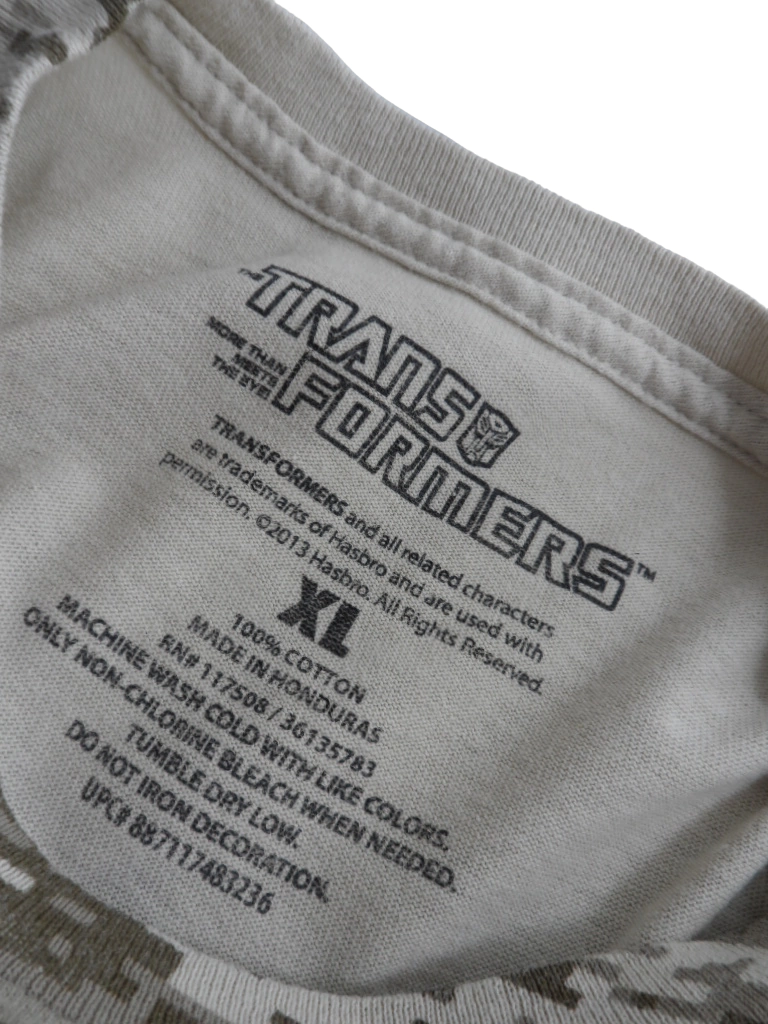 THE TRANSFORMERS™
MORE THAN
MEETS
THE EYE!
TRANSFORMERS and all related characters
are trademarks of Hasbro and are used with
permission. ©2013 Hasbro. All Rights Reserved.
XL
100% COTTON
MADE IN HONDURAS
RN# 117508 / 36135783
MACHINE WASH COLD WITH LIKE COLORS.
ONLY NON-CHLORINE BLEACH WHEN NEEDED.
TUMBLE DRY LOW.
DO NOT IRON DECORATION.
UPC# 887117483236